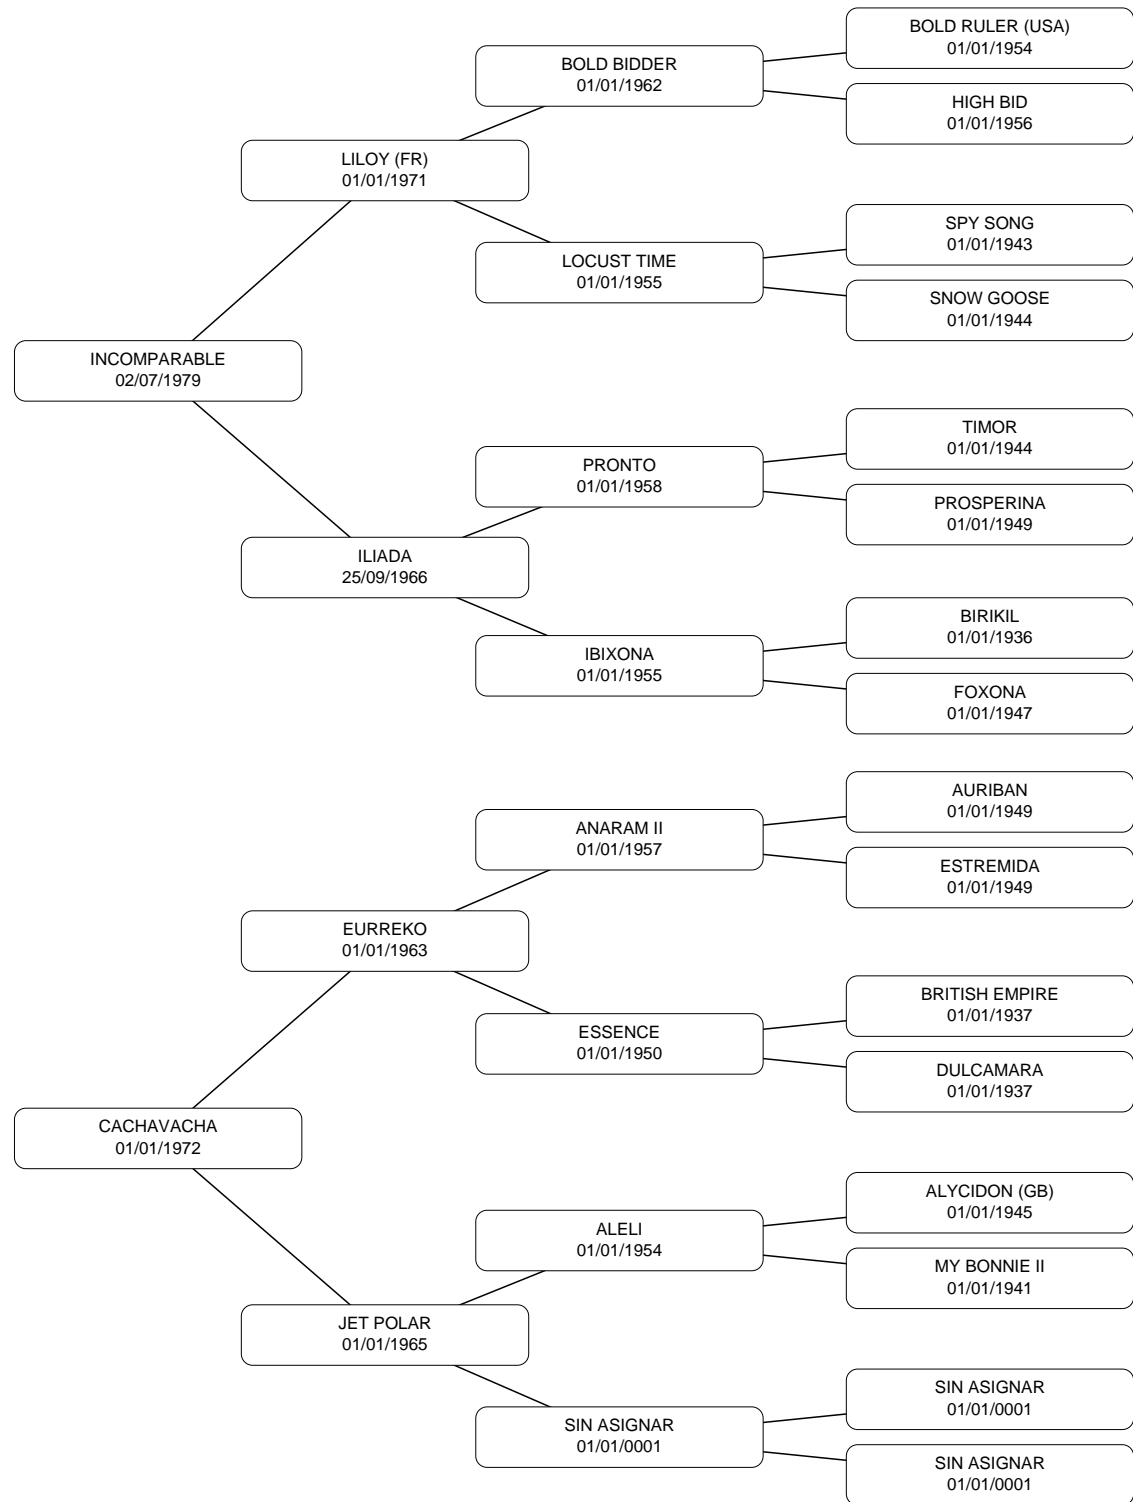 BOLD RULER (USA)
01/01/1954
BOLD BIDDER
01/01/1962
HIGH BID
01/01/1956
LILOY (FR)
01/01/1971
SPY SONG
01/01/1943
LOCUST TIME
01/01/1955
SNOW GOOSE
01/01/1944
INCOMPARABLE
02/07/1979
TIMOR
01/01/1944
PRONTO
01/01/1958
PROSPERINA
01/01/1949
ILIADA
25/09/1966
BIRIKIL
01/01/1936
IBIXONA
01/01/1955
FOXONA
01/01/1947
AURIBAN
01/01/1949
ANARAM II
01/01/1957
ESTREMIDA
01/01/1949
EURREKO
01/01/1963
BRITISH EMPIRE
01/01/1937
ESSENCE
01/01/1950
DULCAMARA
01/01/1937
CACHAVACHA
01/01/1972
ALYCIDON (GB)
01/01/1945
ALELI
01/01/1954
MY BONNIE II
01/01/1941
JET POLAR
01/01/1965
SIN ASIGNAR
01/01/0001
SIN ASIGNAR
01/01/0001
SIN ASIGNAR
01/01/0001